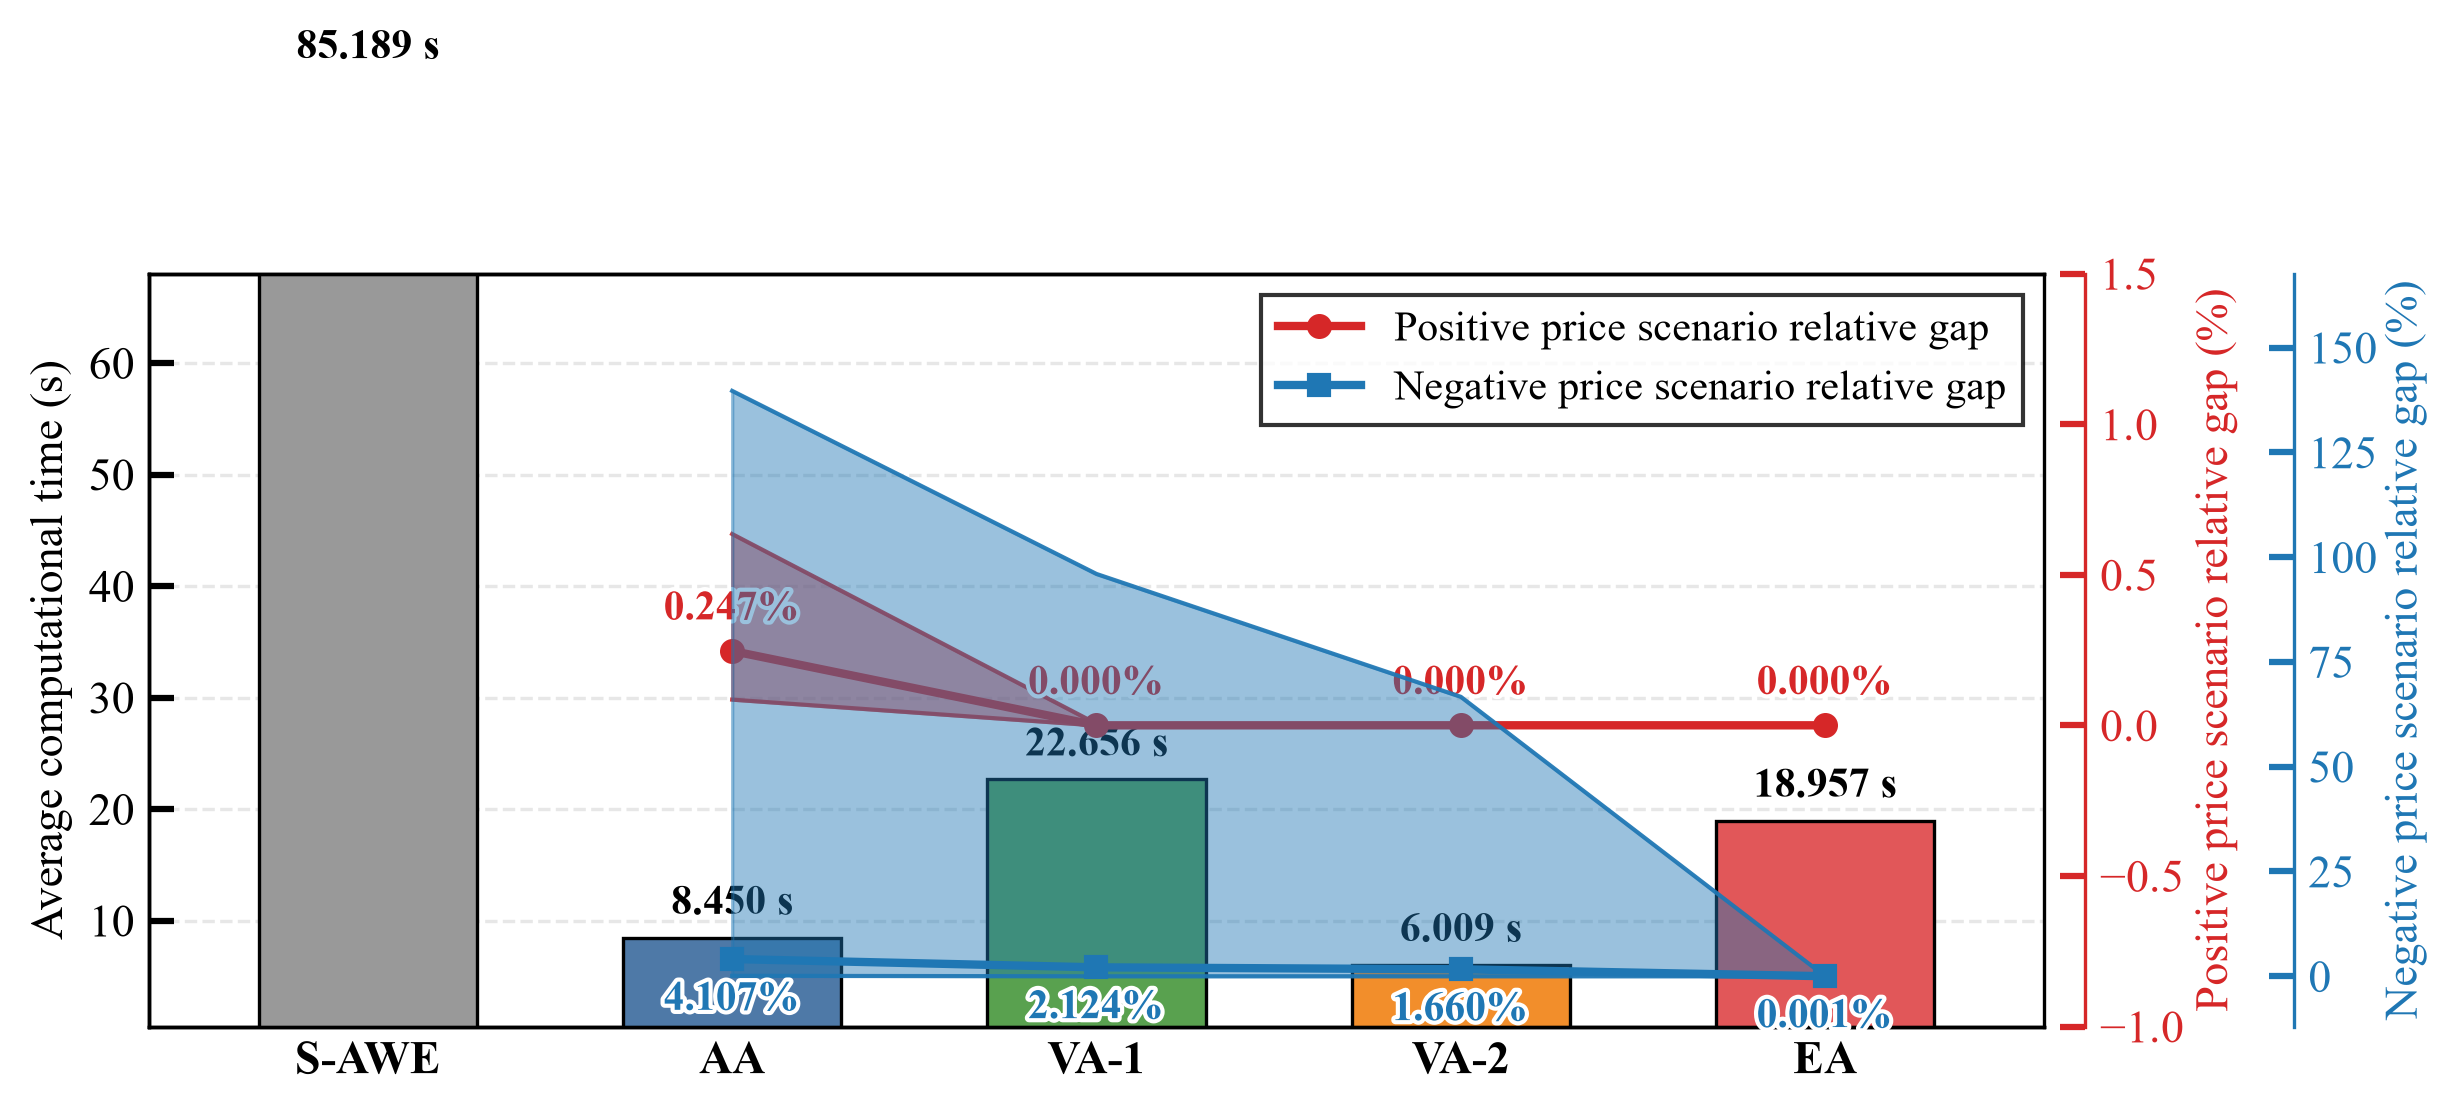 85.189 s
Average computational time (s)
60
50
40
30
20
10
Positive price scenario relative gap
Negative price scenario relative gap
0.247%
0.000%
0.000%
0.000%
22.656 s
18.957 s
8.450 s
6.009 s
4.107%
2.124%
1.660%
0.001%
S-AWE
AA
VA-1
VA-2
EA
1.5
1.0
0.5
0.0
−0.5
−1.0
Positive price scenario relative gap (%)
150
125
100
75
50
25
0
Negative price scenario relative gap (%)